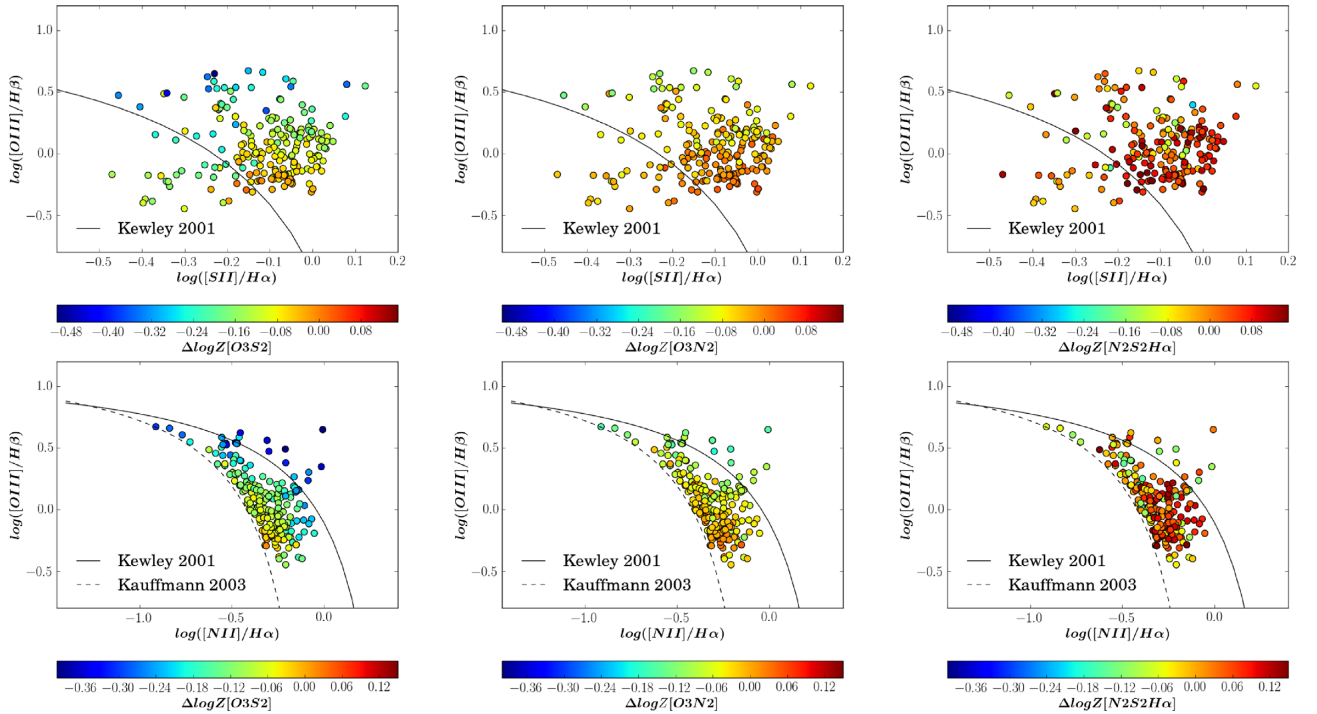 1.0 1.0 1.0
0.5 0.5 0.5
0.0 0.0 0.0
−0.5 −0.5 −0.5
log([OIII]/Hβ) log([OIII]/Hβ) log([OIII]/Hβ)
Kewley 2001 Kewley 2001 Kewley 2001
−0.5 −0.4 −0.3 −0.2 −0.1 0.0 0.1 0.2 −0.5 −0.4 −0.3 −0.2 −0.1 0.0 0.1 0.2 −0.5 −0.4 −0.3 −0.2 −0.1 0.0 0.1 0.2
log([SII]/Hα) log([SII]/Hα) log([SII]/Hα)
−0.48 −0.40 −0.32 −0.24 −0.16 −0.08 0.00 0.08 −0.48 −0.40 −0.32 −0.24 −0.16 −0.08 0.00 0.08 −0.48 −0.40 −0.32 −0.24 −0.16 −0.08 0.00 0.08
ΔlogZ[O3S2] ΔlogZ[O3N2] ΔlogZ[N2S2Hα]
1.0 1.0 1.0
0.5 0.5 0.5
0.0 0.0 0.0
−0.5 −0.5 −0.5
log([OIII]/Hβ) log([OIII]/Hβ) log([OIII]/Hβ)
Kewley 2001 Kewley 2001 Kewley 2001
Kauffmann 2003 Kauffmann 2003 Kauffmann 2003
−1.0 −0.5 0.0 −1.0 −0.5 0.0 −1.0 −0.5 0.0
log([NII]/Hα) log([NII]/Hα) log([NII]/Hα)
−0.36 −0.30 −0.24 −0.18 −0.12 −0.06 0.00 0.06 0.12 −0.36 −0.30 −0.24 −0.18 −0.12 −0.06 0.00 0.06 0.12 −0.36 −0.30 −0.24 −0.18 −0.12 −0.06 0.00 0.06 0.12
ΔlogZ[O3S2] ΔlogZ[O3N2] ΔlogZ[N2S2Hα]